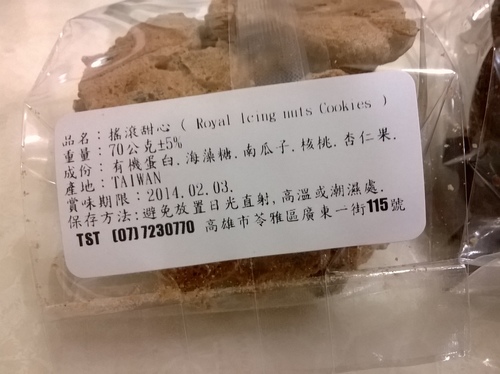 品名：搖滾甜心 ( Royal Icing nuts Cookies )
重量：70公克±5%
成份：有機蛋白.海藻糖.南瓜子.核桃.杏仁果.
產地：TAIWAN
賞味期限：2014.02.03.
保存方法:避免放置日光直射,高溫或潮濕處.
TST (07)7230770 高雄市苓雅區廣東一街115號